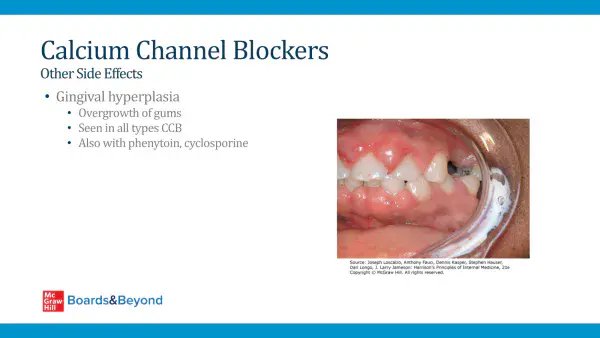 Calcium Channel Blockers
Other Side Effects
• Gingival hyperplasia
• Overgrowth of gums
• Seen in all types CCB
• Also with phenytoin, cyclosporine
Source: Joseph Loscalzo, Anthony Fauci, Dennis Kasper, Stephen Hauser,
Dan Longo, J. Larry Jameson: Harrison's Principles of Internal Medicine, 21e
Copyright © McGraw Hill. All rights reserved.
Mc
Graw
Hill
Boards&Beyond